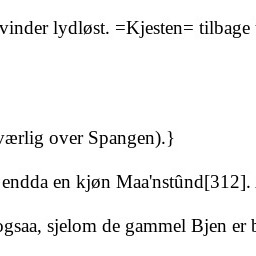 vinder lydløst. =Kjesten= tilbage
værlig over Spangen).}
endda en kjøn Maa'nstûnd[312].
ogsaa, sjelom de gammel Bjen er